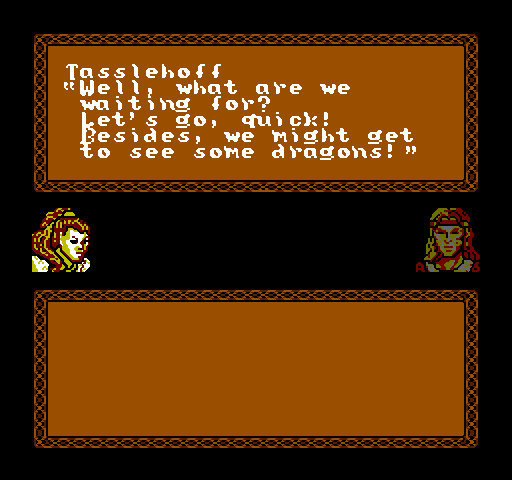 Tasslehoff
“Well, what are we
waiting for?
Let's go, quick!
Besides, we might get
to see some dragons!”